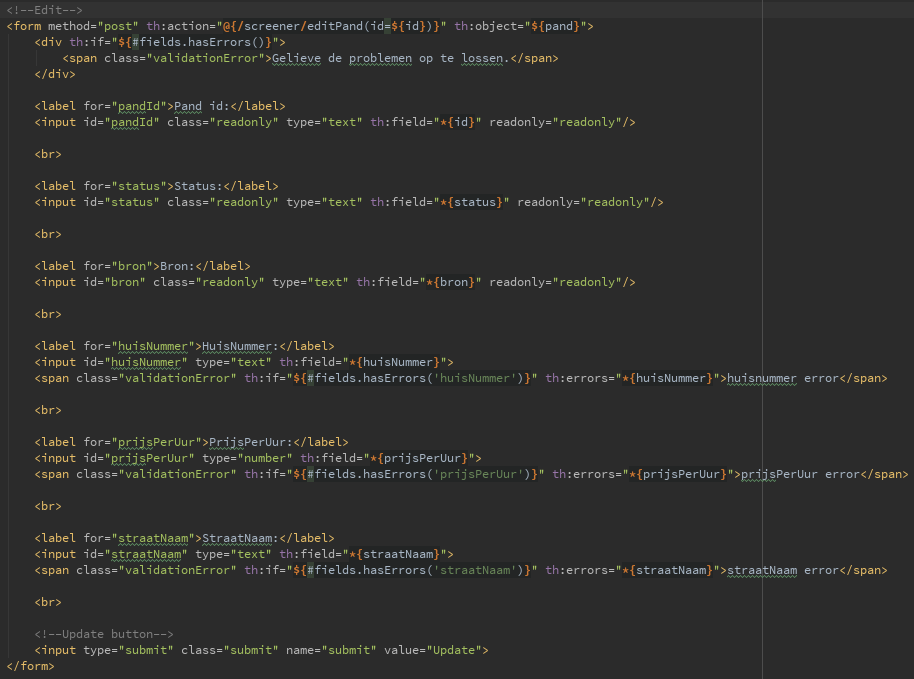 <!--Edit-->
<form method="post" th:action="@{/screener/editPand(id=${id})}" th:object="${pand}">
    <div th:if="${#fields.hasErrors()}">
        <span class="validationError">Gelieve de problemen op te lossen.</span>
    </div>

    <label for="pandId">Pand id:</label>
    <input id="pandId" class="readonly" type="text" th:field="*{id}" readonly="readonly"/>

    <br>

    <label for="status">Status:</label>
    <input id="status" class="readonly" type="text" th:field="*{status}" readonly="readonly"/>

    <br>

    <label for="bron">Bron:</label>
    <input id="bron" class="readonly" type="text" th:field="*{bron}" readonly="readonly"/>

    <br>

    <label for="huisNummer">HuisNummer:</label>
    <input id="huisNummer" type="text" th:field="*{huisNummer}">
    <span class="validationError" th:if="${#fields.hasErrors('huisNummer')}" th:errors="*{huisNummer}">huisnummer error</span>

    <br>

    <label for="prijsPerUur">PrijsPerUur:</label>
    <input id="prijsPerUur" type="number" th:field="*{prijsPerUur}">
    <span class="validationError" th:if="${#fields.hasErrors('prijsPerUur')}" th:errors="*{prijsPerUur}">prijsPerUur error</span>

    <br>

    <label for="straatNaam">StraatNaam:</label>
    <input id="straatNaam" type="text" th:field="*{straatNaam}">
    <span class="validationError" th:if="${#fields.hasErrors('straatNaam')}" th:errors="*{straatNaam}">straatNaam error</span>

    <br>

    <!--Update button-->
    <input type="submit" class="submit" name="submit" value="Update">
</form>